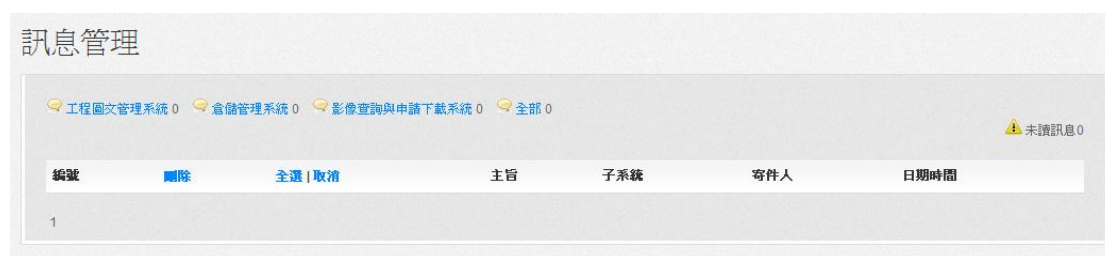 訊息管理
工程圖文管理系統 0 倉儲管理系統 0 影像查詢與申請下載系統 0 全部 0
未讀訊息0
編號 刪除 全選 | 取消 主旨 子系統 寄件人 日期時間
1